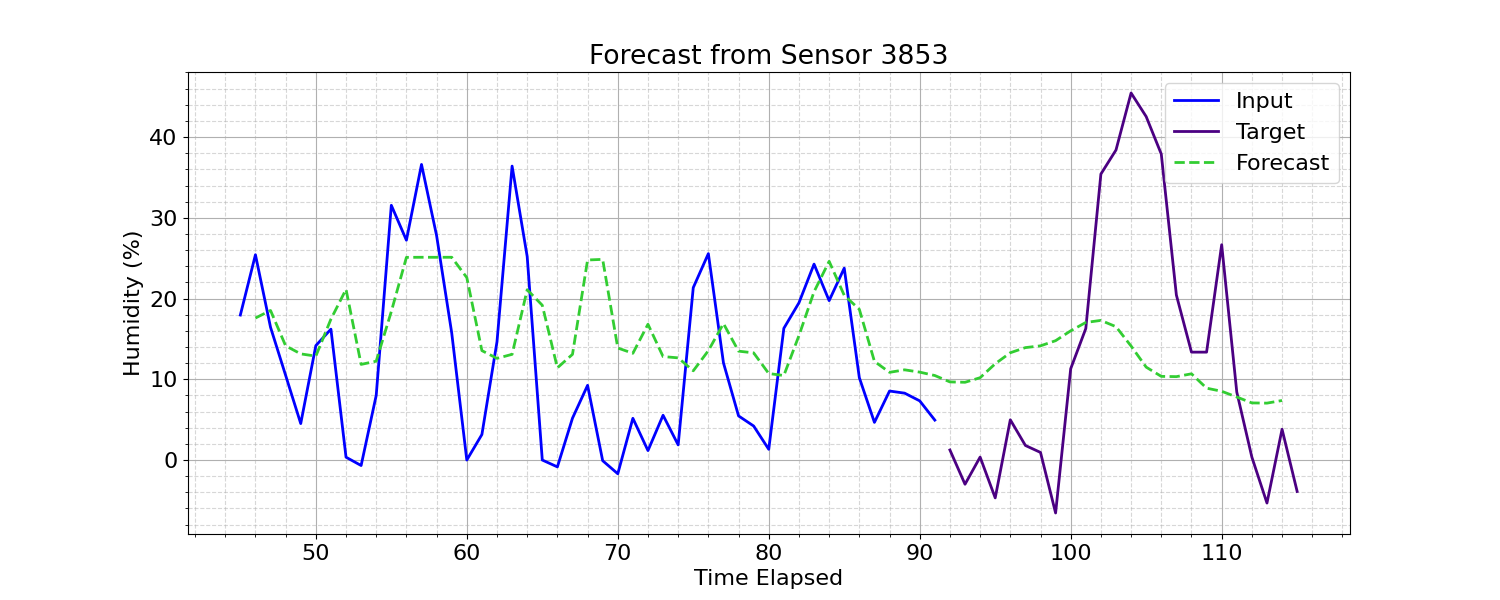 Forecast from Sensor 3853
Humidity (%)
40
30
20
10
0
Input
Target
Forecast
50 60 70 80 90 100 110
Time Elapsed